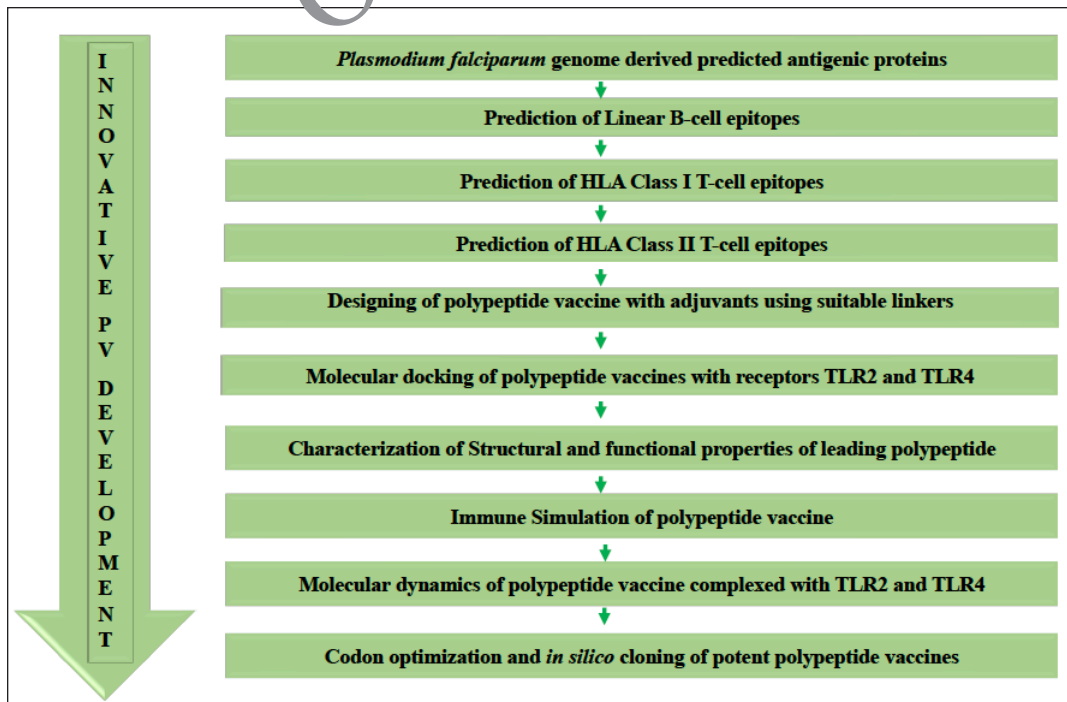 INNOVATIVE PV DEVELOPMENT
Plasmodium falciparum genome derived predicted antigenic proteins
Prediction of Linear B-cell epitopes
Prediction of HLA Class I T-cell epitopes
Prediction of HLA Class II T-cell epitopes
Designing of polypeptide vaccine with adjuvants using suitable linkers
Molecular docking of polypeptide vaccines with receptors TLR2 and TLR4
Characterization of Structural and functional properties of leading polypeptide
Immune Simulation of polypeptide vaccine
Molecular dynamics of polypeptide vaccine complexed with TLR2 and TLR4
Codon optimization and in silico cloning of potent polypeptide vaccines